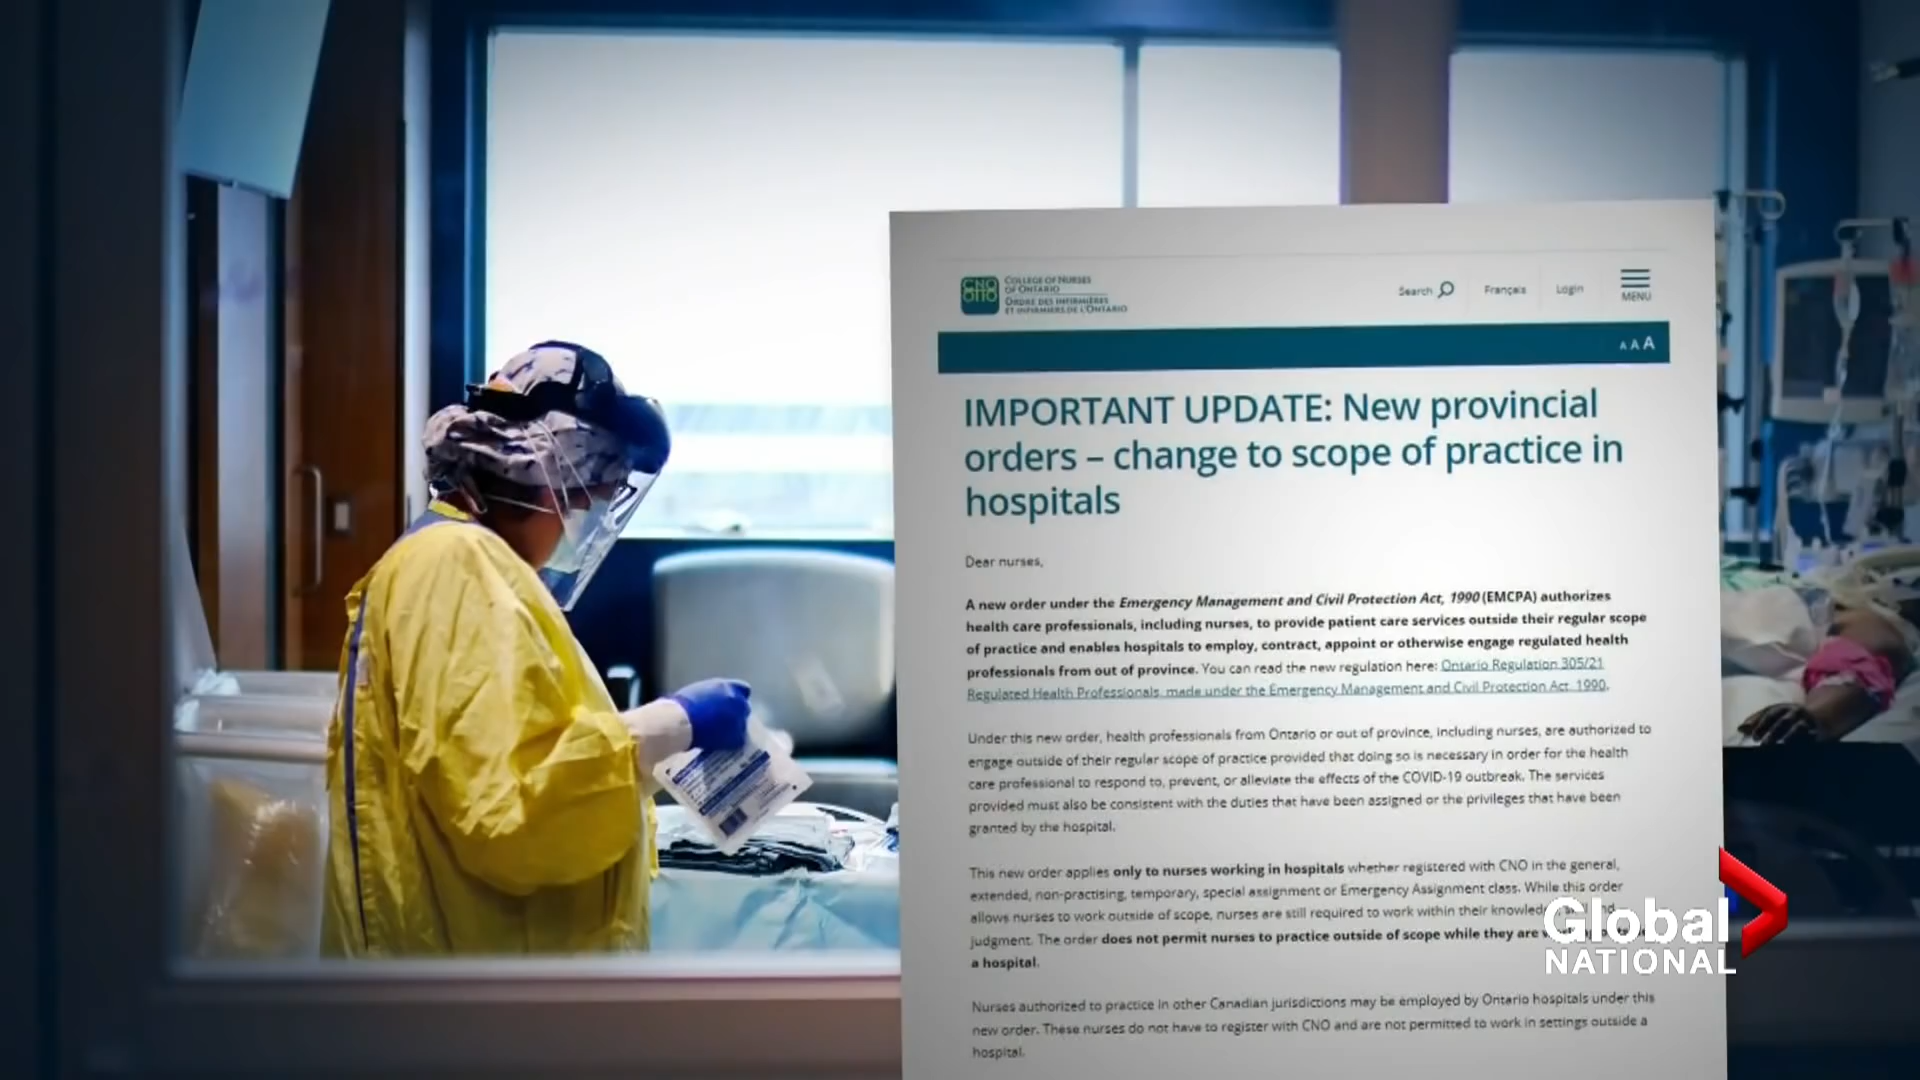 CNO
OIIO
COLLEGE OF NURSES
OF ONTARIO
ORDRE DES INFIRMIÈRES
ET INFIRMIERS DE L'ONTARIO
Search
Français
Login
MENU
A A A
IMPORTANT UPDATE: New provincial
orders – change to scope of practice in
hospitals
Dear nurses,
A new order under the Emergency Management and Civil Protection Act, 1990 (EMCPA) authorizes
health care professionals, including nurses, to provide patient care services outside their regular scope
of practice and enables hospitals to employ, contract, appoint or otherwise engage regulated health
professionals from out of province. You can read the new regulation here: Ontario Regulation 305/21
Regulated Health Professionals, made under the Emergency Management and Civil Protection Act, 1990.
Under this new order, health professionals from Ontario or out of province, including nurses, are authorized to
engage outside of their regular scope of practice provided that doing so is necessary in order for the health
care professional to respond to, prevent, or alleviate the effects of the COVID-19 outbreak. The services
provided must also be consistent with the duties that have been assigned or the privileges that have been
granted by the hospital.
This new order applies only to nurses working in hospitals whether registered with CNO in the general,
extended, non-practising, temporary, special assignment or Emergency Assignment class. While this order
allows nurses to work outside of scope, nurses are still required to work within their
judgment. The order does not permit nurses to practice outside of scope while they are
a hospital.
Nurses authorized to practice in other Canadian jurisdictions may be employed by Ontario hospitals under this
new order. These nurses do not have to register with CNO and are not permitted to work in settings outside a
hospital.
Global
NATIONAL